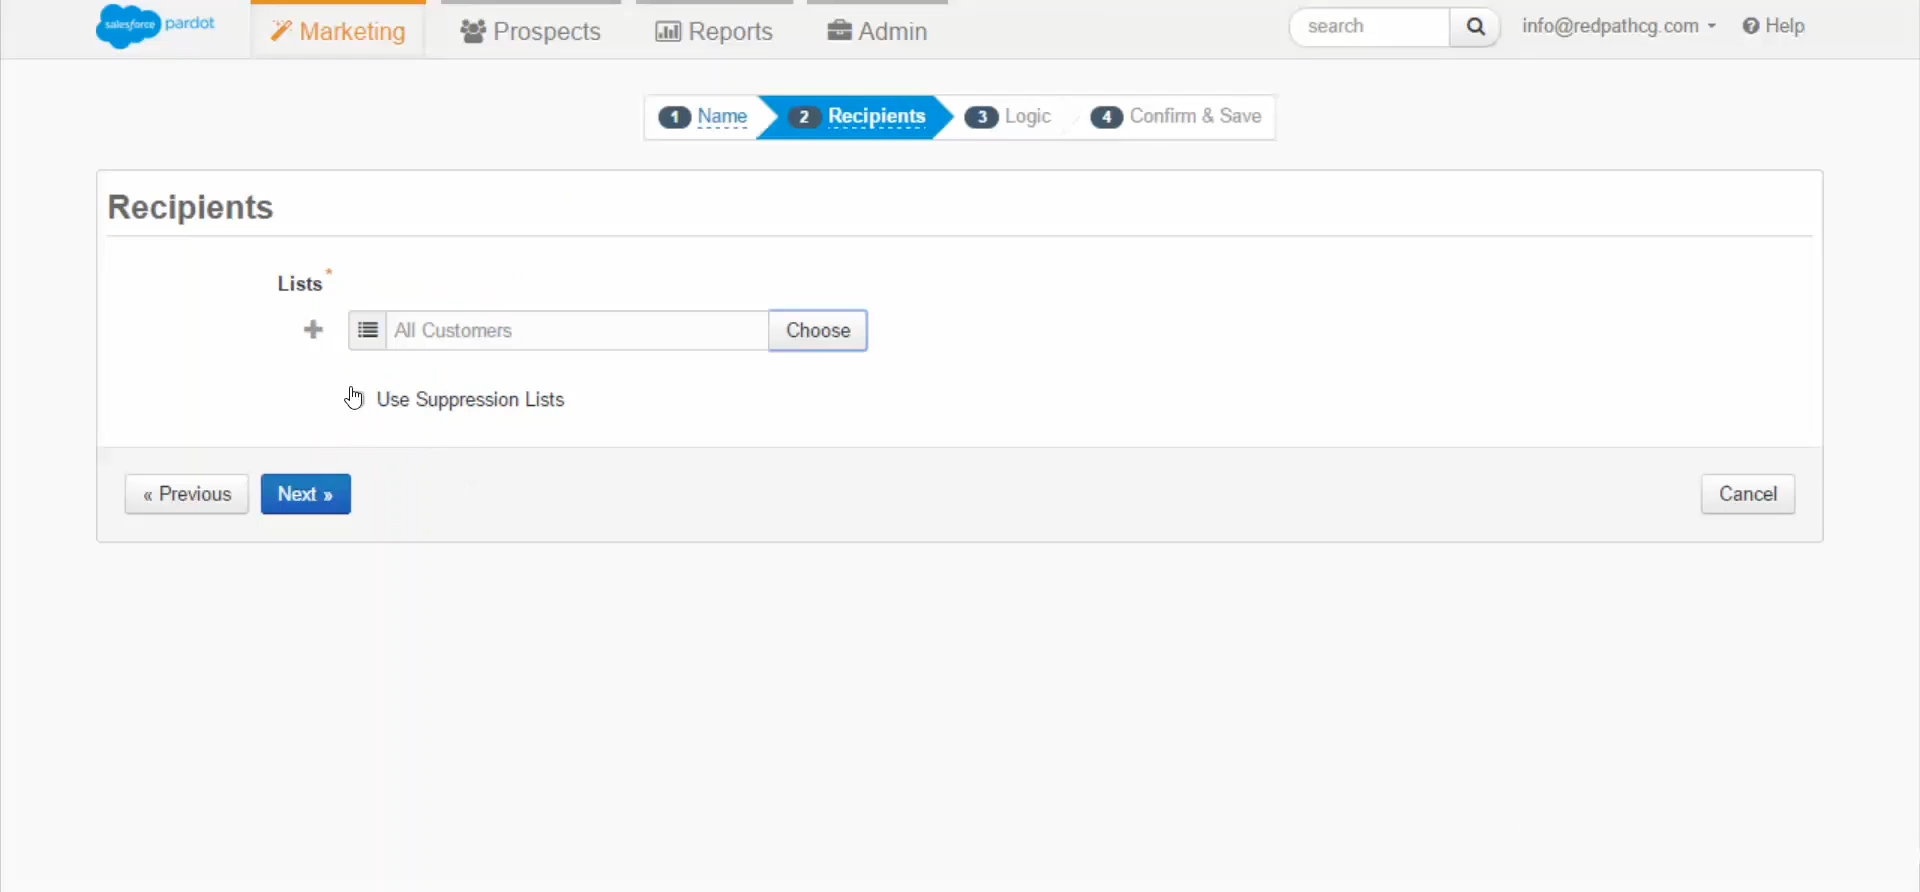 salesforce pardot Marketing Prospects Reports Admin search info@redpathcg.com Help
1 Name 2 Recipients 3 Logic 4 Confirm & Save
Recipients
Lists *
All Customers Choose
Use Suppression Lists
« Previous Next » Cancel